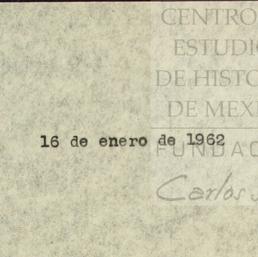 CENTRO
ESTUDIO
DE HISTO
DE MEX
16 de enero de 1962
FUNDAC
Carlos S